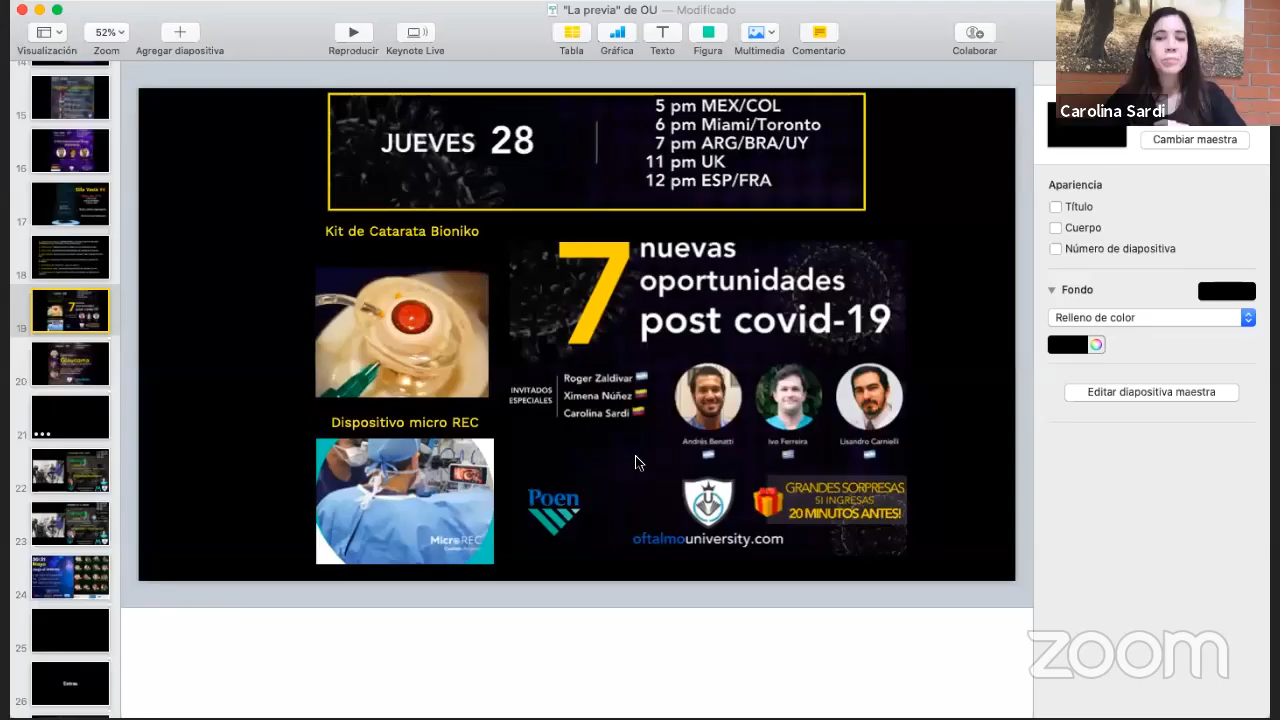 "La previa" de OU — Modificado
52%
Visualización
Zoom
Agregar diapositiva
Reproducir
Keynote Live
Tabla
Gráfica
Texto
Figura
Multimedia
Comentario
Colaborar
Carolina Sardi
14
15
16
17
18
19
20
21
22
23
24
25
26
Glaucoma
Extras
JUEVES 28
5 pm MEX/COL
6 pm Miami/Toronto
7 pm ARG/BRA/UY
11 pm UK
12 pm ESP/FRA
Kit de Catarata Bioniko
7 nuevas
oportunidades
post covid-19
INVITADOS
ESPECIALES
Roger Zaldivar
Ximena Núñez
Carolina Sardi
Andrés Benatti
Ivo Ferreira
Lisandro Carnielli
Dispositivo micro REC
MicroREC
Poen
GRANDES SORPRESAS
SI INGRESAS
20 MINUTOS ANTES!
oftalmouniversity.com
Cambiar maestra
Apariencia
Título
Cuerpo
Número de diapositiva
Fondo
Relleno de color
Editar diapositiva maestra
zoom